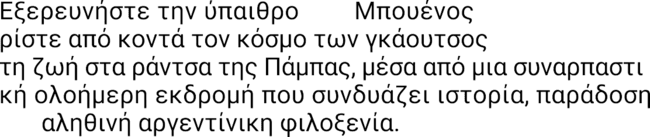 Εξερευνήστε την ύπαιθρο Μπουένος
ρίστε από κοντά τον κόσμο των γκάουτσος
τη ζωή στα ράντσα της Πάμπας, μέσα από μια συναρπαστι
κή ολοήμερη εκδρομή που συνδυάζει ιστορία, παράδοση
αληθινή αργεντίνικη φιλοξενία.